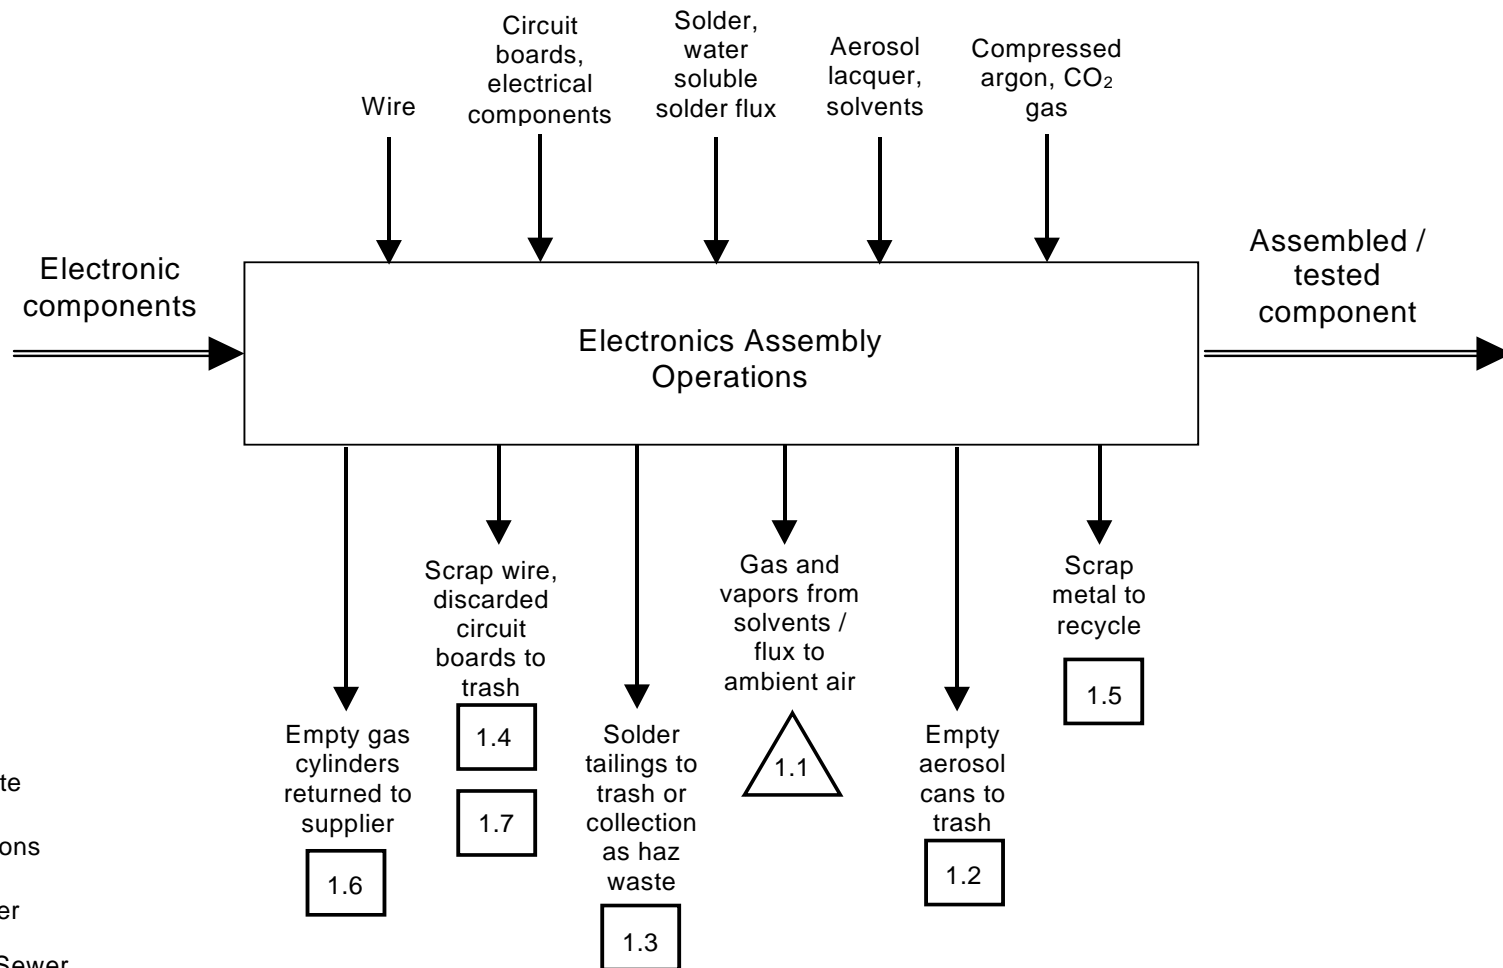 Wire
Circuit
boards,
electrical
components
Solder,
water
soluble
solder flux
Aerosol
lacquer,
solvents
Compressed
argon, CO₂
gas
Electronic
components
Electronics Assembly
Operations
Assembled /
tested
component
Empty gas
cylinders
returned to
supplier
1.6
Scrap wire,
discarded
circuit
boards to
trash
1.4
1.7
Solder
tailings to
trash or
collection
as haz
waste
1.3
Gas and
vapors from
solvents /
flux to
ambient air
1.1
Empty
aerosol
cans to
trash
1.2
Scrap
metal to
recycle
1.5
te
ons
er
Sewer